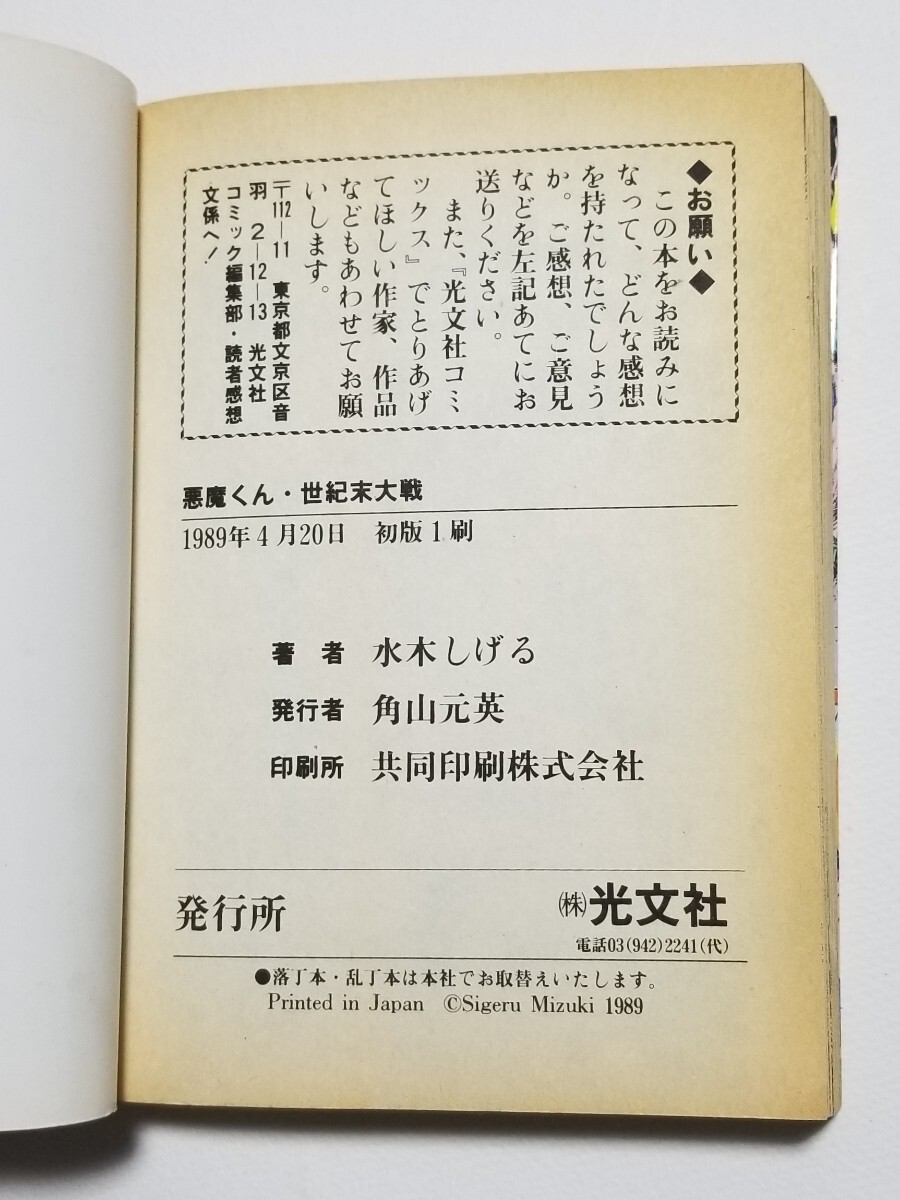 ◆お願い◆
この本をお読みに
なって、どんな感想
を持たれたでしょう
か。ご感想、ご意見
などを左記あてにお
送りください。
また、『光文社コミ
ックス』でとりあげ
てほしい作家、作品
などもあわせてお願
いします。
〒112―11 東京都文京区音
羽2―12―13 光文社
コミック編集部・読者感想
文係へ！
悪魔くん・世紀末大戦
1989年4月20日 初版1刷
著者 水木しげる
発行者 角山元英
印刷所 共同印刷株式会社
発行所 ㈱光文社
電話03(942)2241(代)
●落丁本・乱丁本は本社でお取替えいたします。
Printed in Japan ©Sigeru Mizuki 1989